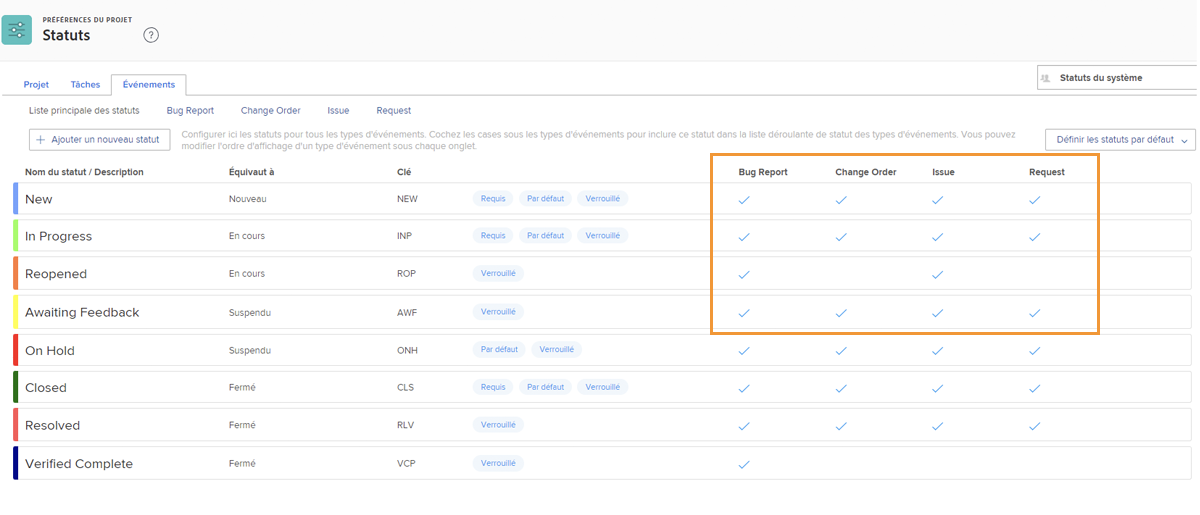 PRÉFÉRENCES DU PROJET
Statuts
?
Projet Tâches Événements
Statuts du système
Liste principale des statuts Bug Report Change Order Issue Request
+ Ajouter un nouveau statut
Configurer ici les statuts pour tous les types d'événements. Cochez les cases sous les types d'événements pour inclure ce statut dans la liste déroulante de statut des types d'événements. Vous pouvez
modifier l'ordre d'affichage d'un type d'événement sous chaque onglet.
Définir les statuts par défaut
Nom du statut / Description Équivaut à Clé Bug Report Change Order Issue Request
New Nouveau NEW Requis Par défaut Verrouillé
In Progress En cours INP Requis Par défaut Verrouillé
Reopened En cours ROP Verrouillé
Awaiting Feedback Suspendu AWF Verrouillé
On Hold Suspendu ONH Par défaut Verrouillé
Closed Fermé CLS Requis Par défaut Verrouillé
Resolved Fermé RLV Verrouillé
Verified Complete Fermé VCP Verrouillé